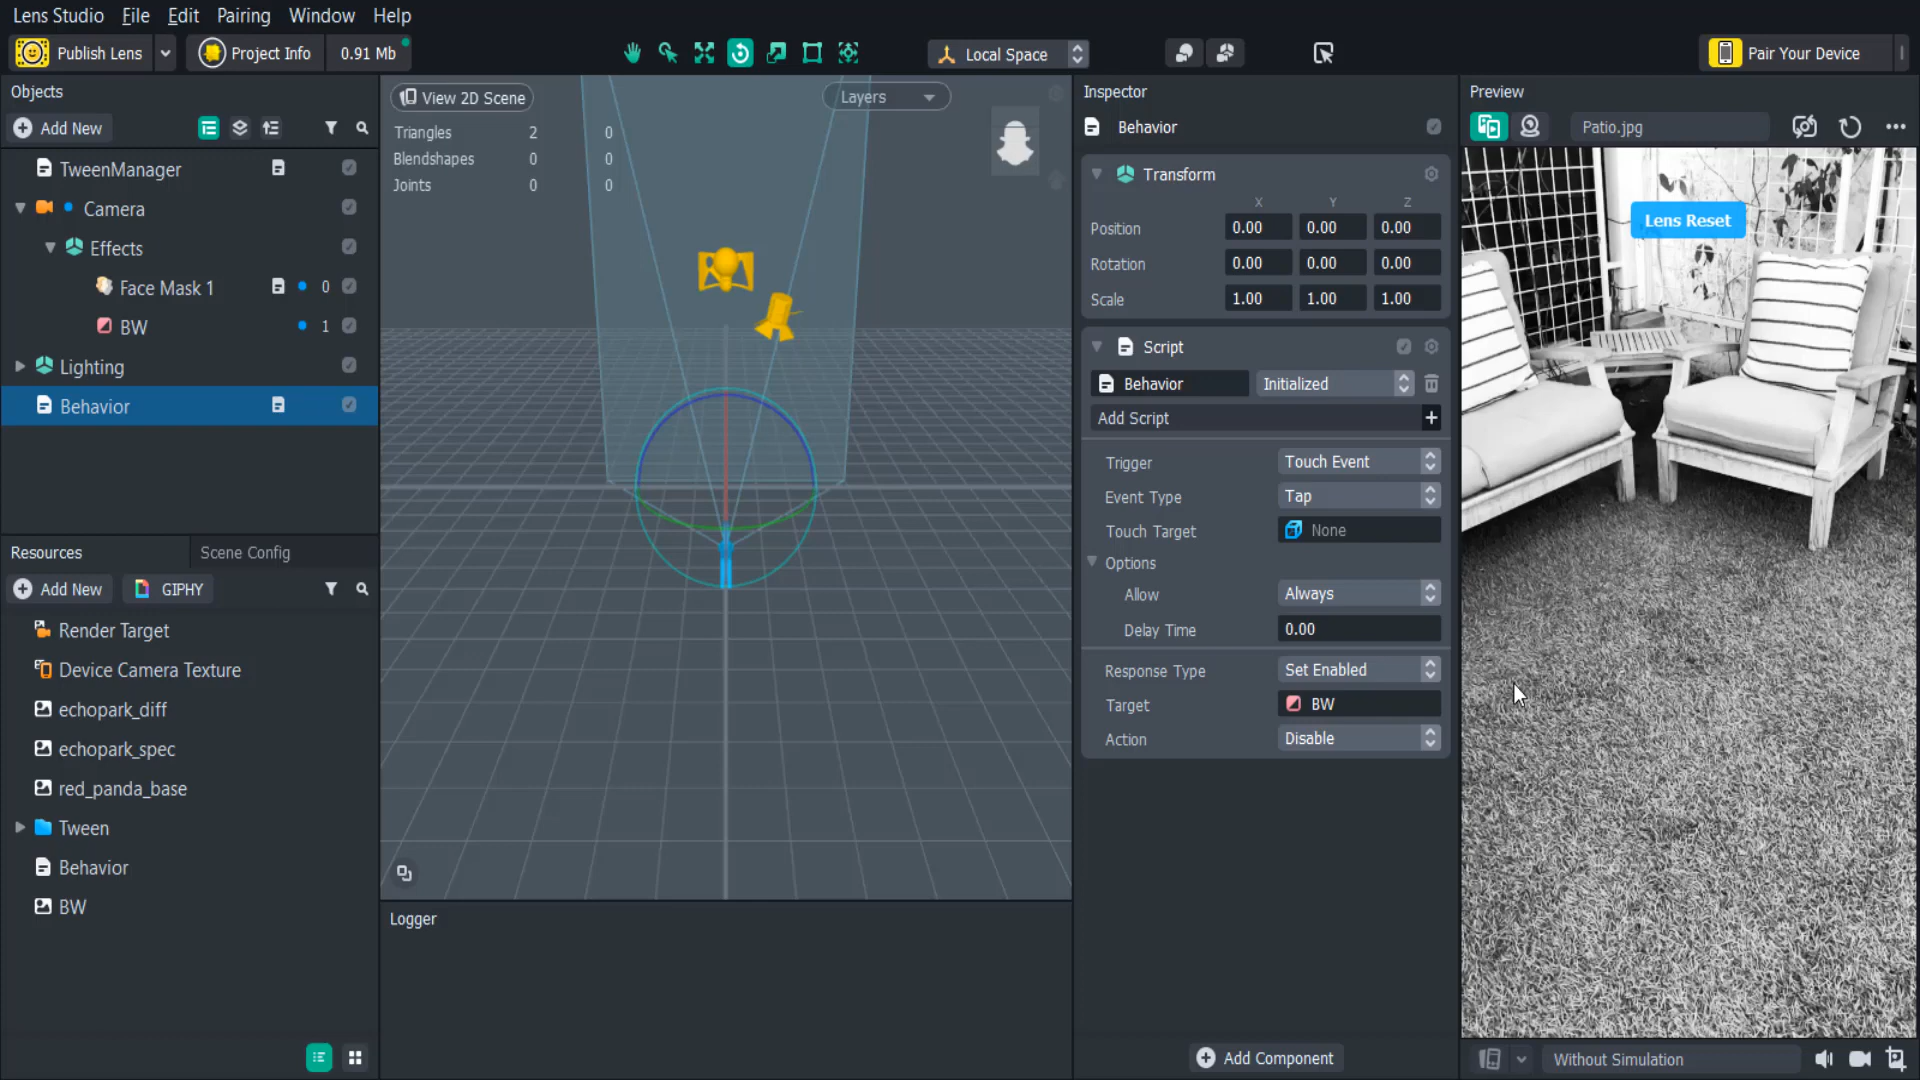 Lens Studio File Edit Pairing Window Help
Publish Lens Project Info 0.91 Mb Local Space Pair Your Device
Objects
Add New
TweenManager
Camera
Effects
Face Mask 1 0
BW 1
Lighting
Behavior
Resources Scene Config
Add New GIPHY
Render Target
Device Camera Texture
echopark_diff
echopark_spec
red_panda_base
Tween
Behavior
BW
View 2D Scene Layers
Triangles 2 0
Blendshapes 0 0
Joints 0 0
Logger
Inspector
Behavior
Transform
X Y Z
Position 0.00 0.00 0.00
Rotation 0.00 0.00 0.00
Scale 1.00 1.00 1.00
Script
Behavior Initialized
Add Script +
Trigger Touch Event
Event Type Tap
Touch Target None
Options
Allow Always
Delay Time 0.00
Response Type Set Enabled
Target BW
Action Disable
Add Component
Preview
Patio.jpg
Lens Reset
Without Simulation